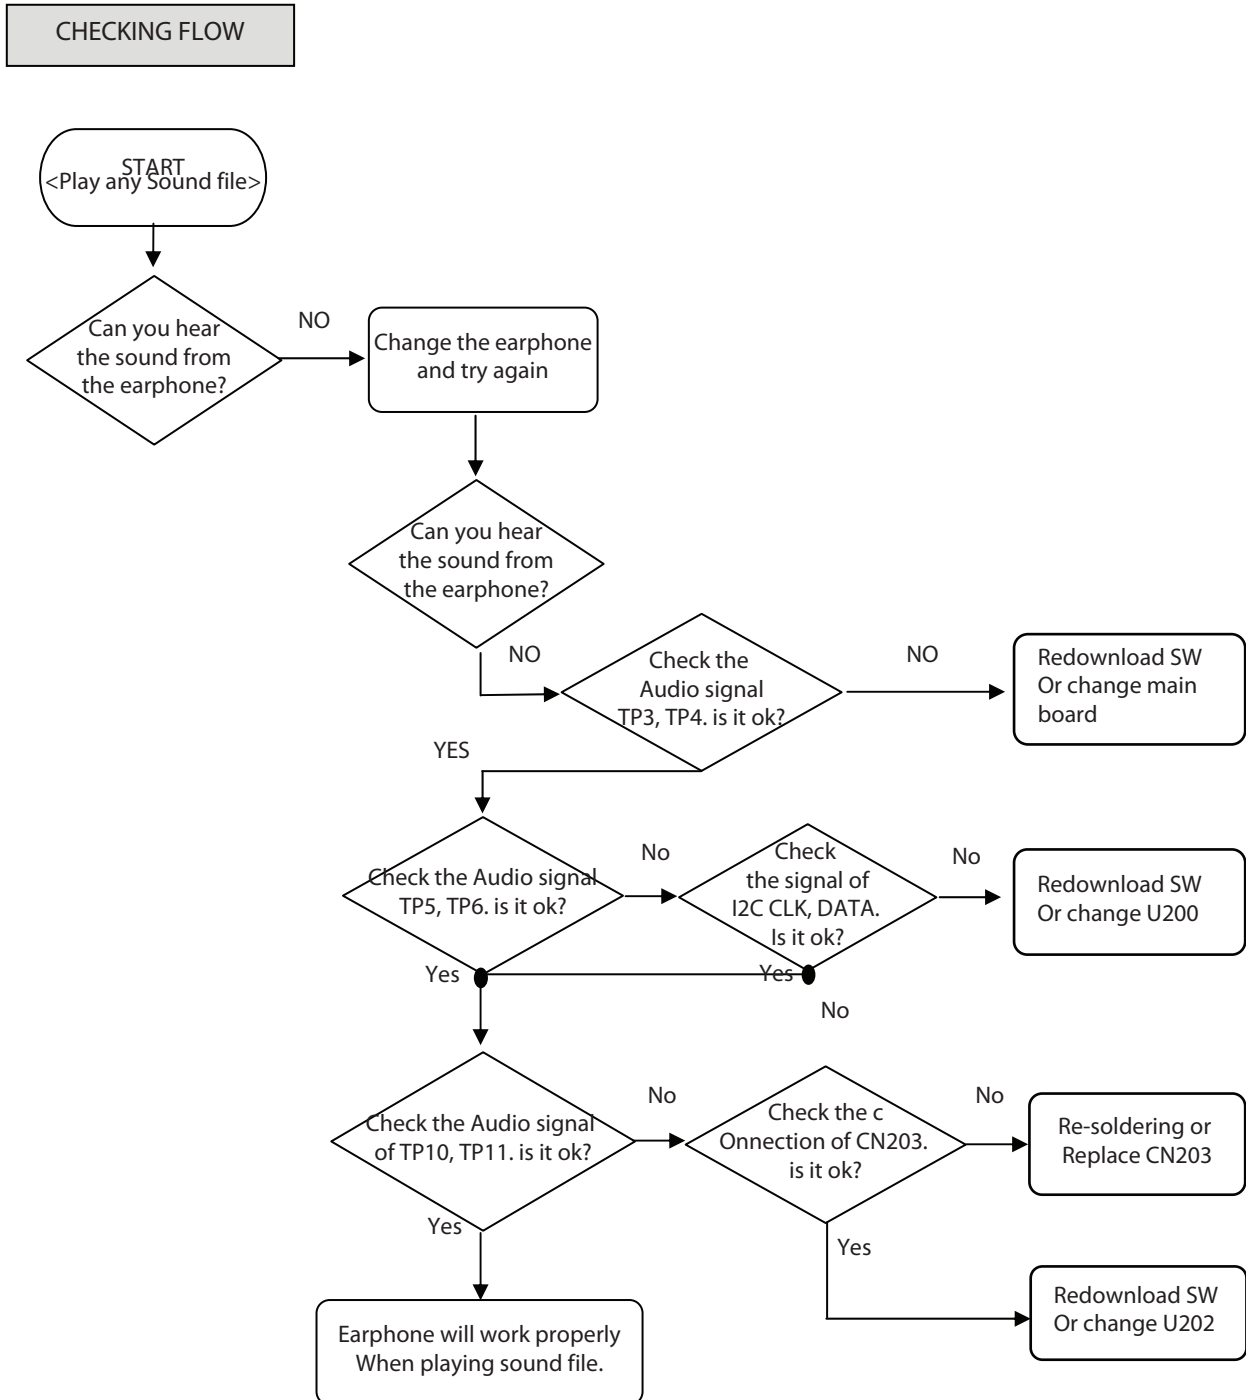 CHECKING FLOW
START
<Play any Sound file>
Can you hear
the sound from
the earphone?
NO
Change the earphone
and try again
Can you hear
the sound from
the earphone?
NO
Check the
Audio signal
TP3, TP4. is it ok?
NO
Redownload SW
Or change main
board
YES
Check the Audio signal
TP5, TP6. is it ok?
No
Check
the signal of
I2C CLK, DATA.
Is it ok?
No
Redownload SW
Or change U200
Yes
Yes
No
Check the Audio signal
of TP10, TP11. is it ok?
No
Check the c
Onnection of CN203.
is it ok?
No
Re-soldering or
Replace CN203
Yes
Yes
Redownload SW
Or change U202
Earphone will work properly
When playing sound file.